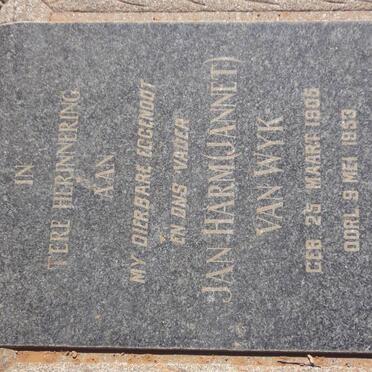 IN
TERE HERINNERING
AAN
MY DIERBARE EGGENOOT
EN ONS VADER
JAN HARM(JANNET)
VAN WYK
GEB. 25 MAART 1906
OORL. 9 MEI 1953